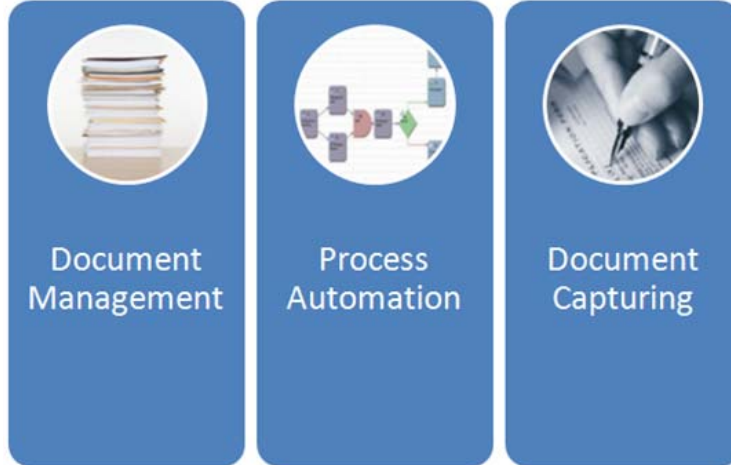 Document
Management
Process
Automation
Document
Capturing